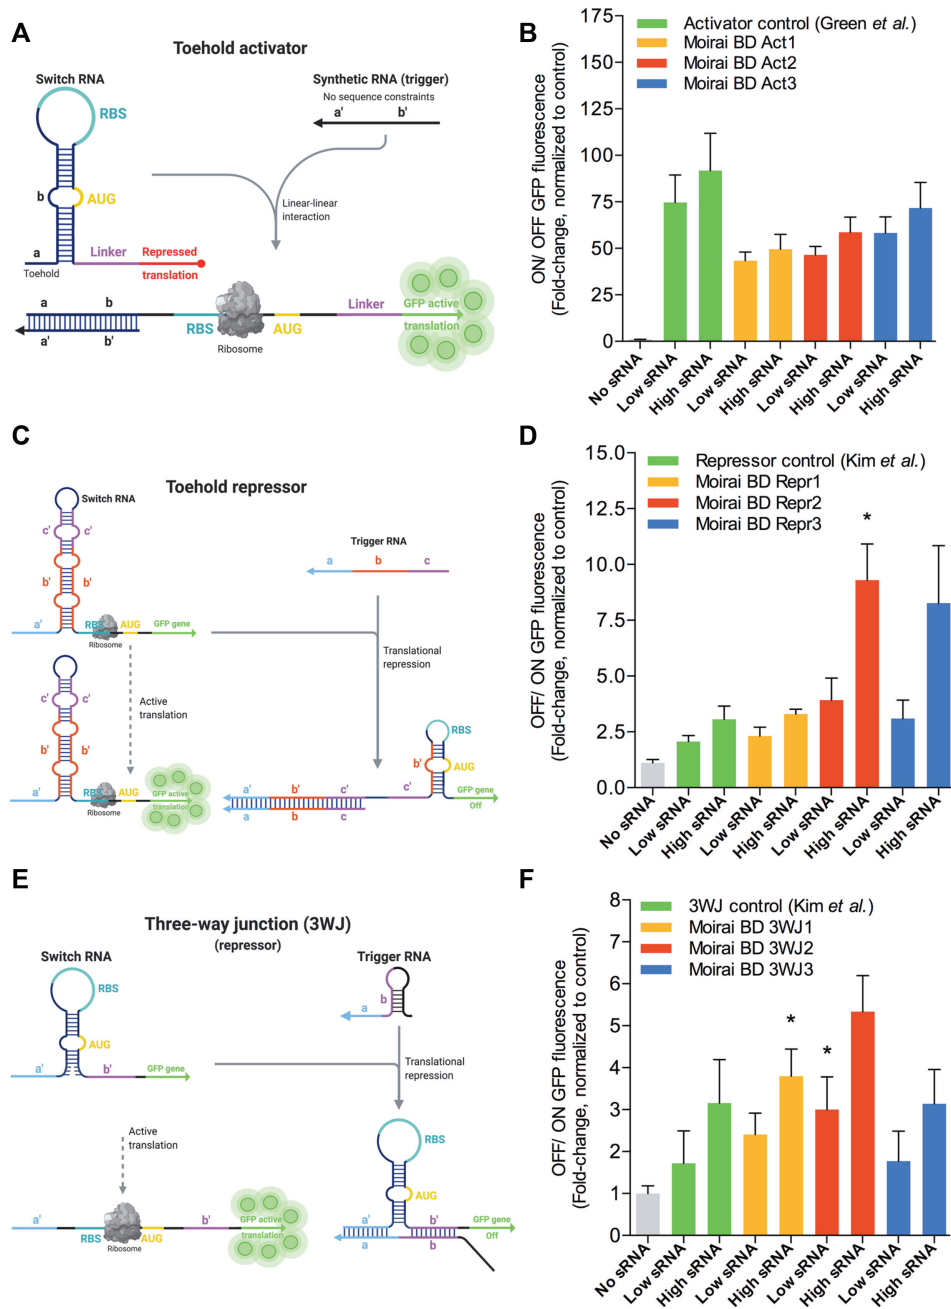 A
Toehold activator
Switch RNA
RBS
b
AUG
a
Linker
Repressed
translation
Toehold
Synthetic RNA (trigger)
No sequence constraints
a' b'
Linear-linear
interaction
a b
a' b'
RBS
Ribosome
AUG
Linker
GFP active
translation
B
ON/ OFF GFP fluorescence
(Fold-change, normalized to control)
175
150
125
100
75
50
25
0
Activator control (Green et al.)
Moirai BD Act1
Moirai BD Act2
Moirai BD Act3
No sRNA
Low sRNA
High sRNA
Low sRNA
High sRNA
Low sRNA
High sRNA
Low sRNA
High sRNA
C
Toehold repressor
Switch RNA
c' c'
b' b'
a'
RBS
AUG
GFP gene
Ribosome
Trigger RNA
a b c
Translational
repression
Active
translation
c' c'
b' b'
a'
RBS
AUG
GFP active
translation
Ribosome
RBS
b'
AUG
a' b' c' c'
GFP gene
Off
a b c
D
OFF/ ON GFP fluorescence
(Fold-change, normalized to control)
15.0
12.5
10.0
7.5
5.0
2.5
0.0
Repressor control (Kim et al.)
Moirai BD Repr1
Moirai BD Repr2
Moirai BD Repr3
*
No sRNA
Low sRNA
High sRNA
Low sRNA
High sRNA
Low sRNA
High sRNA
Low sRNA
High sRNA
E
Three-way junction (3WJ)
(repressor)
Switch RNA
RBS
AUG
a' b'
GFP gene
Trigger RNA
b
a
Translational
repression
Active
translation
a'
RBS
Ribosome
AUG
b'
GFP active
translation
RBS
AUG
a' b'
GFP gene
Off
a b
F
OFF/ ON GFP fluorescence
(Fold-change, normalized to control)
8
7
6
5
4
3
2
1
0
3WJ control (Kim et al.)
Moirai BD 3WJ1
Moirai BD 3WJ2
Moirai BD 3WJ3
*
*
No sRNA
Low sRNA
High sRNA
Low sRNA
High sRNA
Low sRNA
High sRNA
Low sRNA
High sRNA